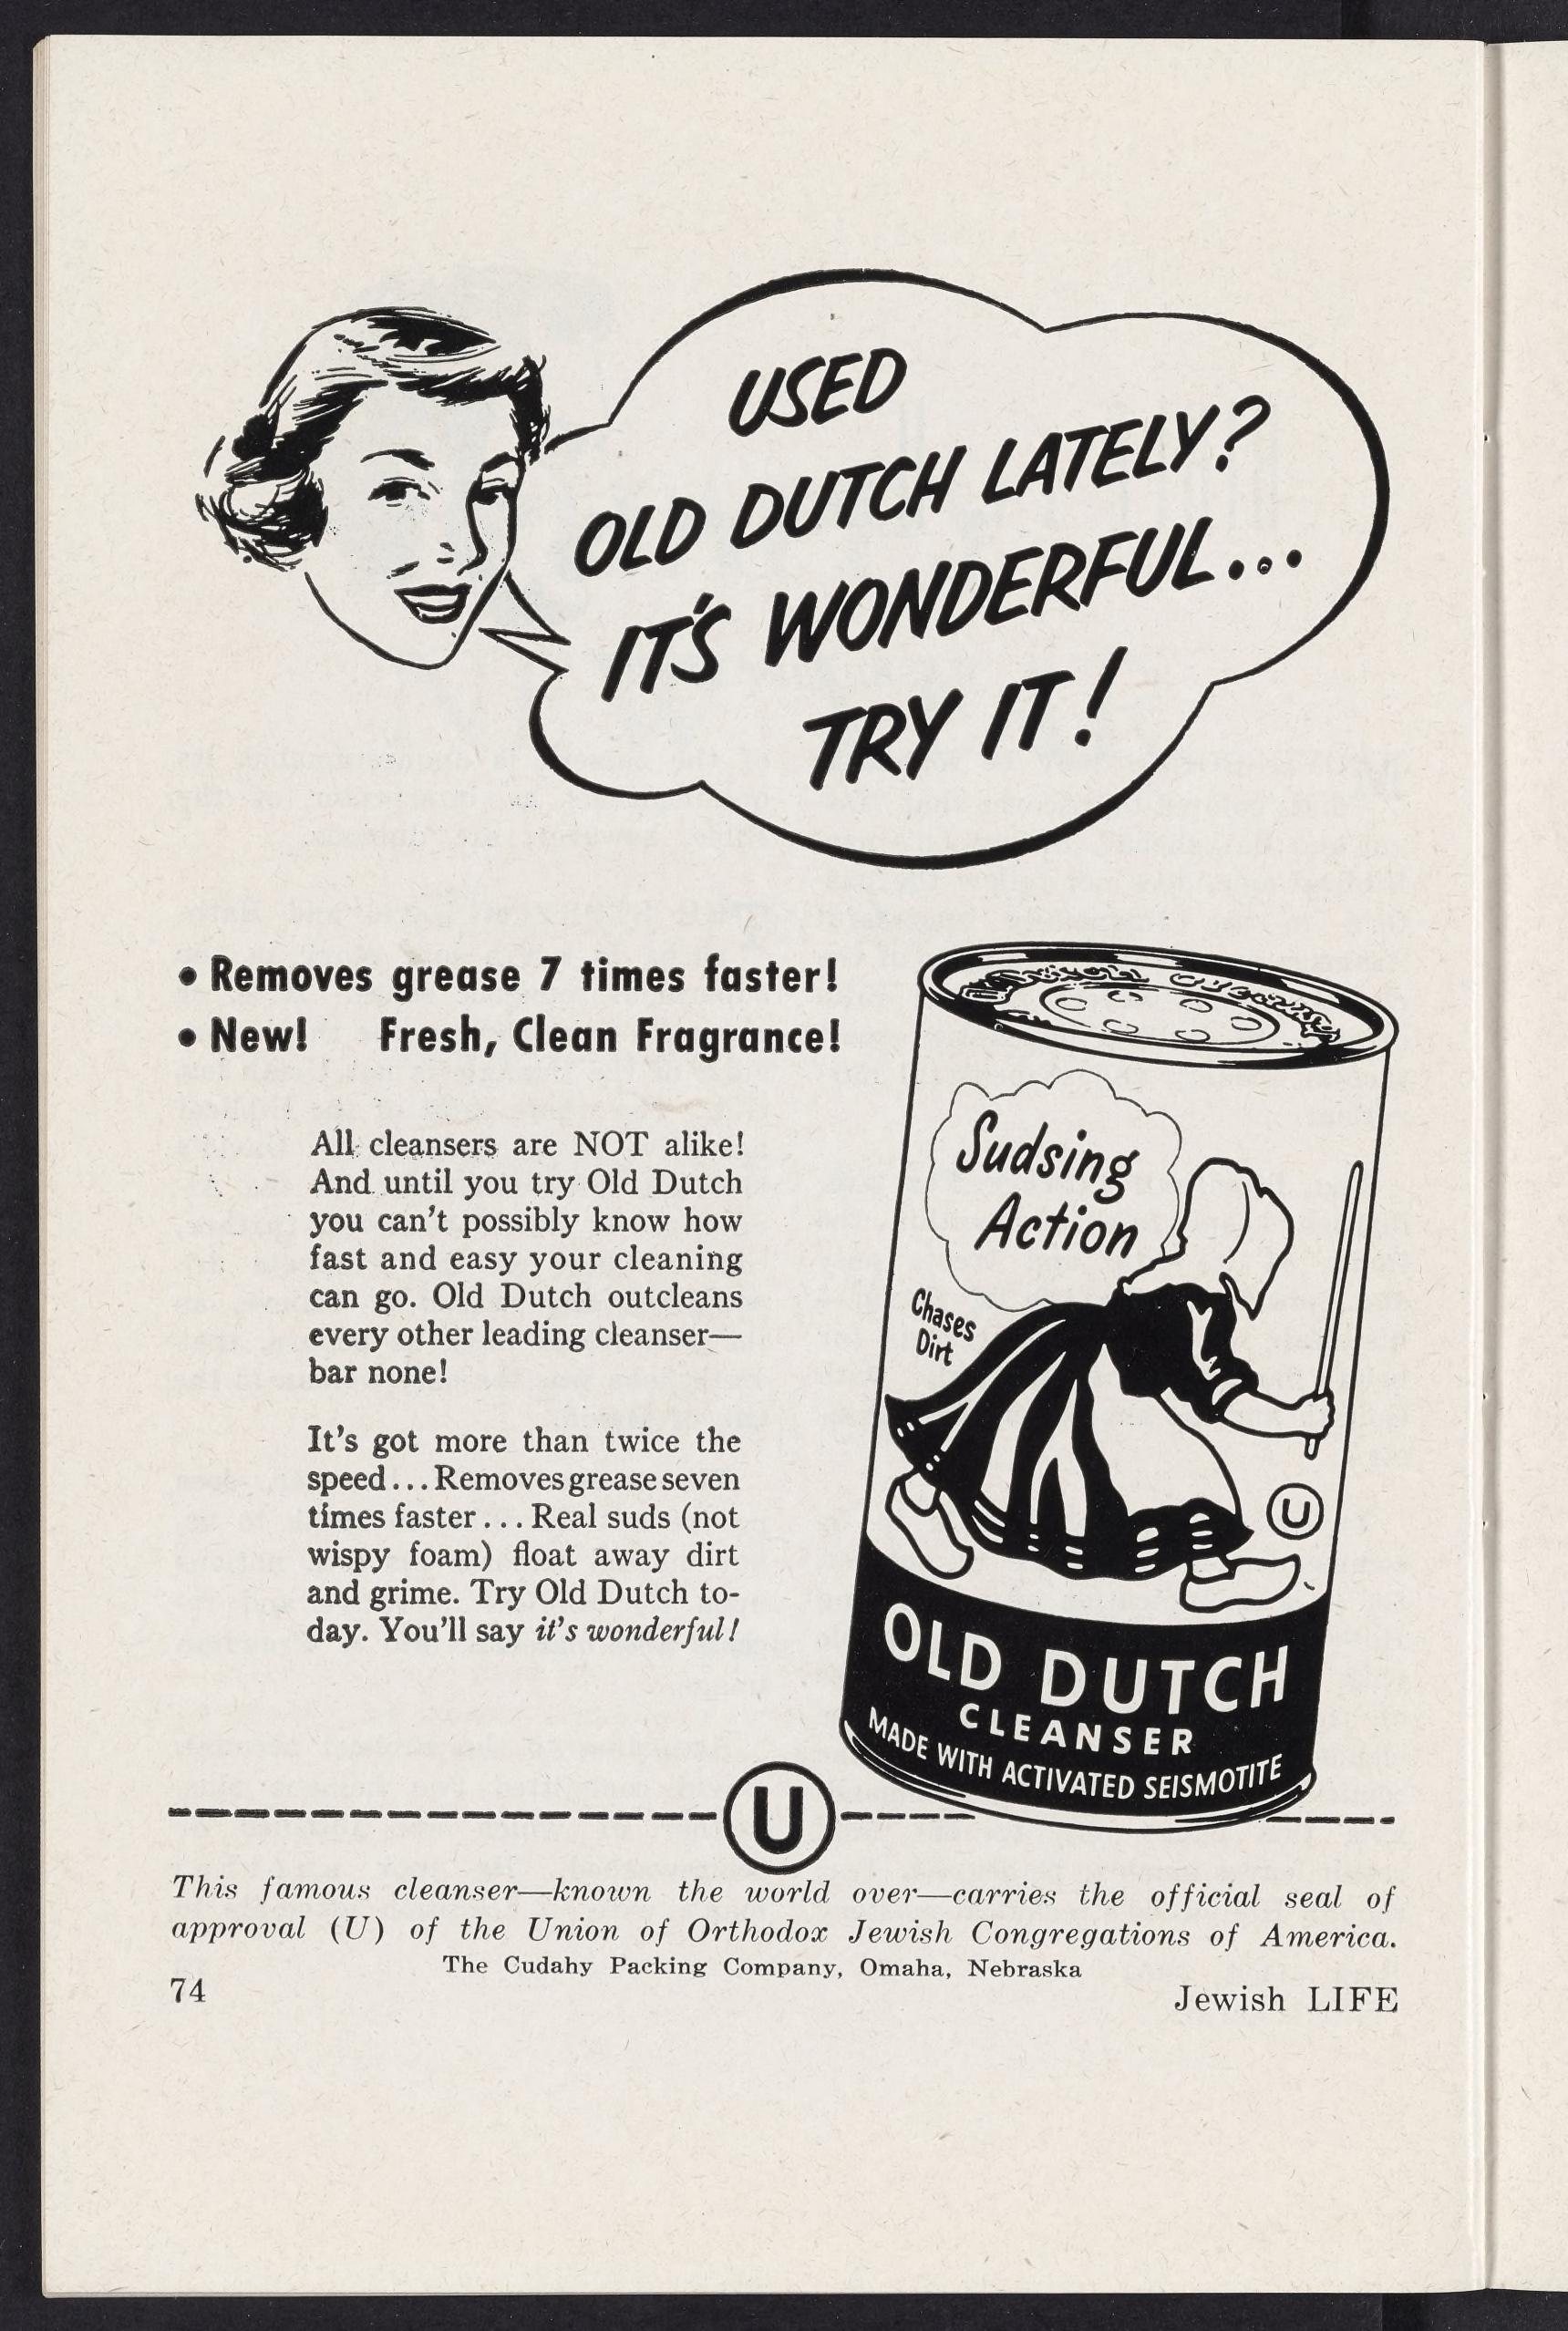 USED
OLD DUTCH LATELY?
IT'S WONDERFUL...
TRY IT!
• Removes grease 7 times faster!
• New! Fresh, Clean Fragrance!
All cleansers are NOT alike!
And until you try Old Dutch
you can't possibly know how
fast and easy your cleaning
can go. Old Dutch outcleans
every other leading cleanser—
bar none!
It's got more than twice the
speed... Removes grease seven
times faster... Real suds (not
wispy foam) float away dirt
and grime. Try Old Dutch to-
day. You'll say it's wonderful!
Sudsing
Action
Chases
Dirt
U
OLD DUTCH
CLEANSER
MADE WITH ACTIVATED SEISMOTITE
U
This famous cleanser—known the world over—carries the official seal of
approval (U) of the Union of Orthodox Jewish Congregations of America.
The Cudahy Packing Company, Omaha, Nebraska
74
Jewish LIFE